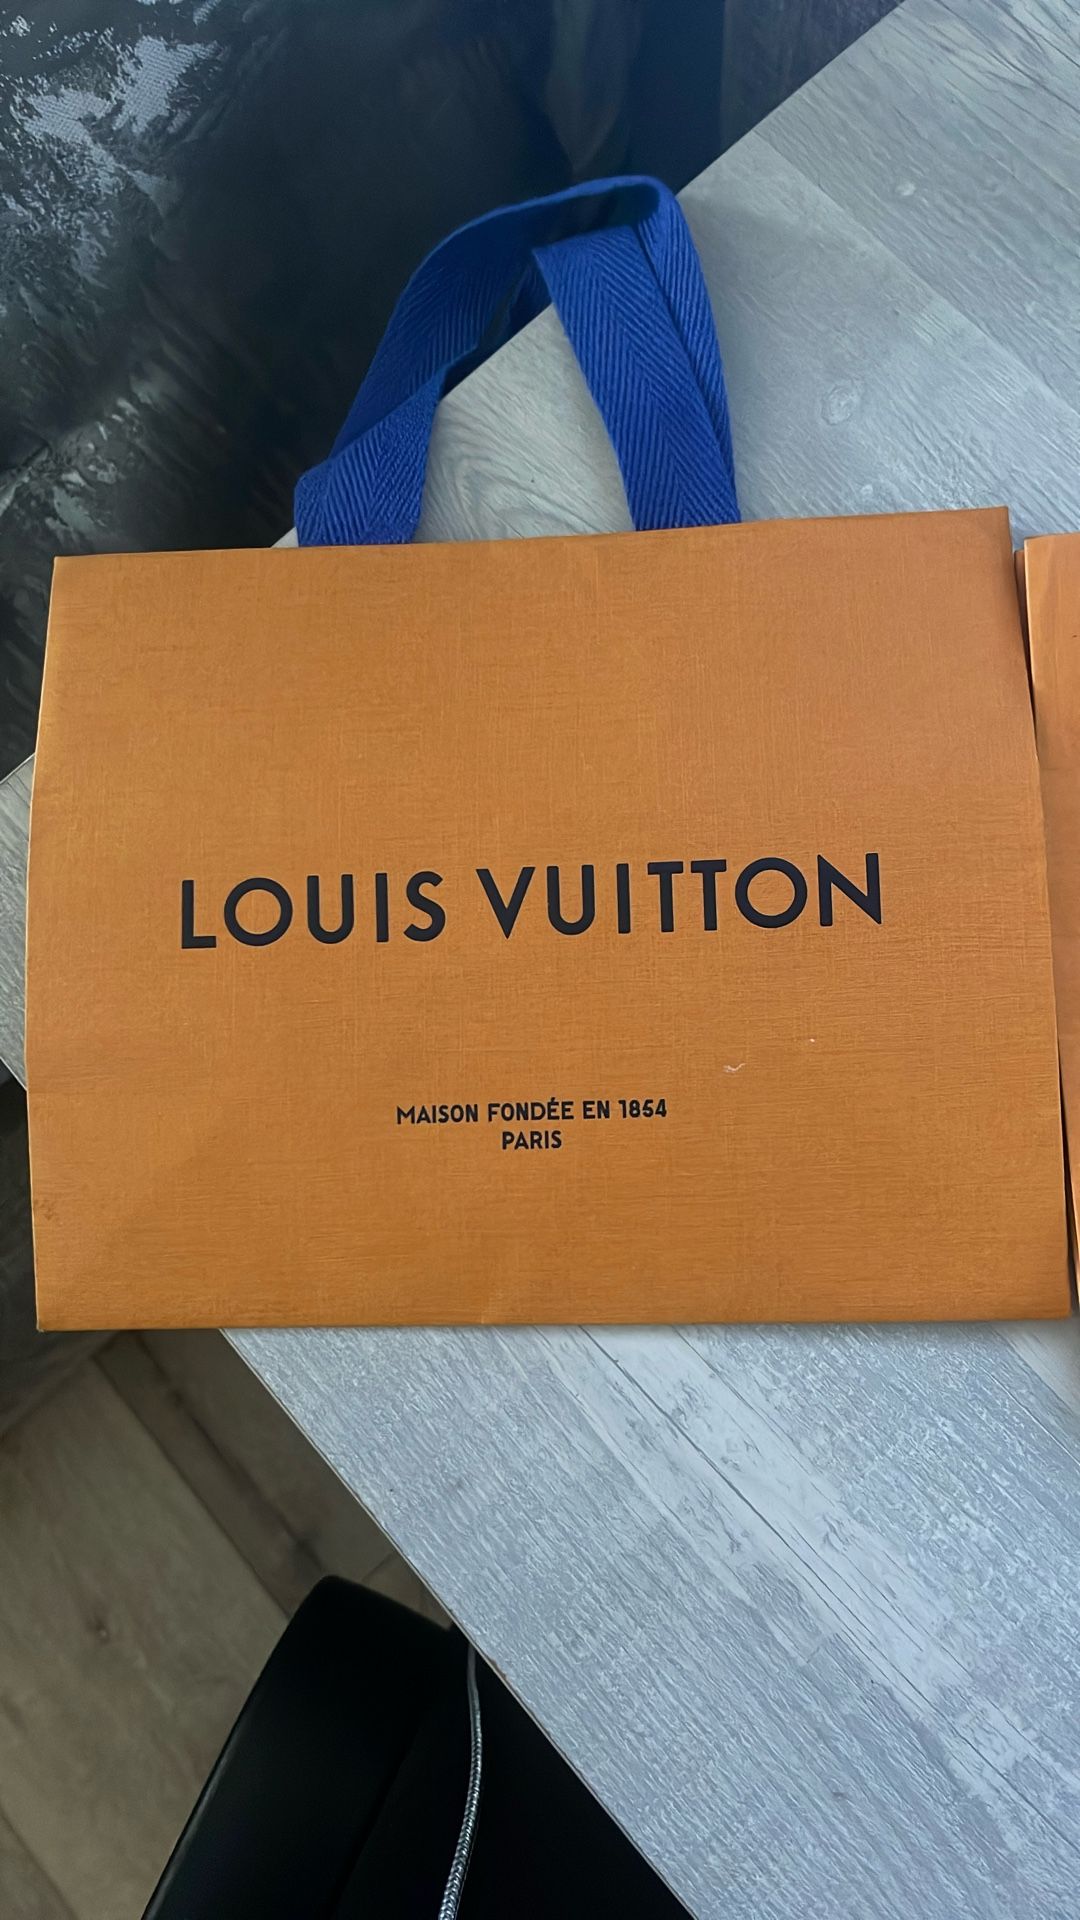 LOUIS VUITTON
MAISON FONDÉE EN 1854
PARIS